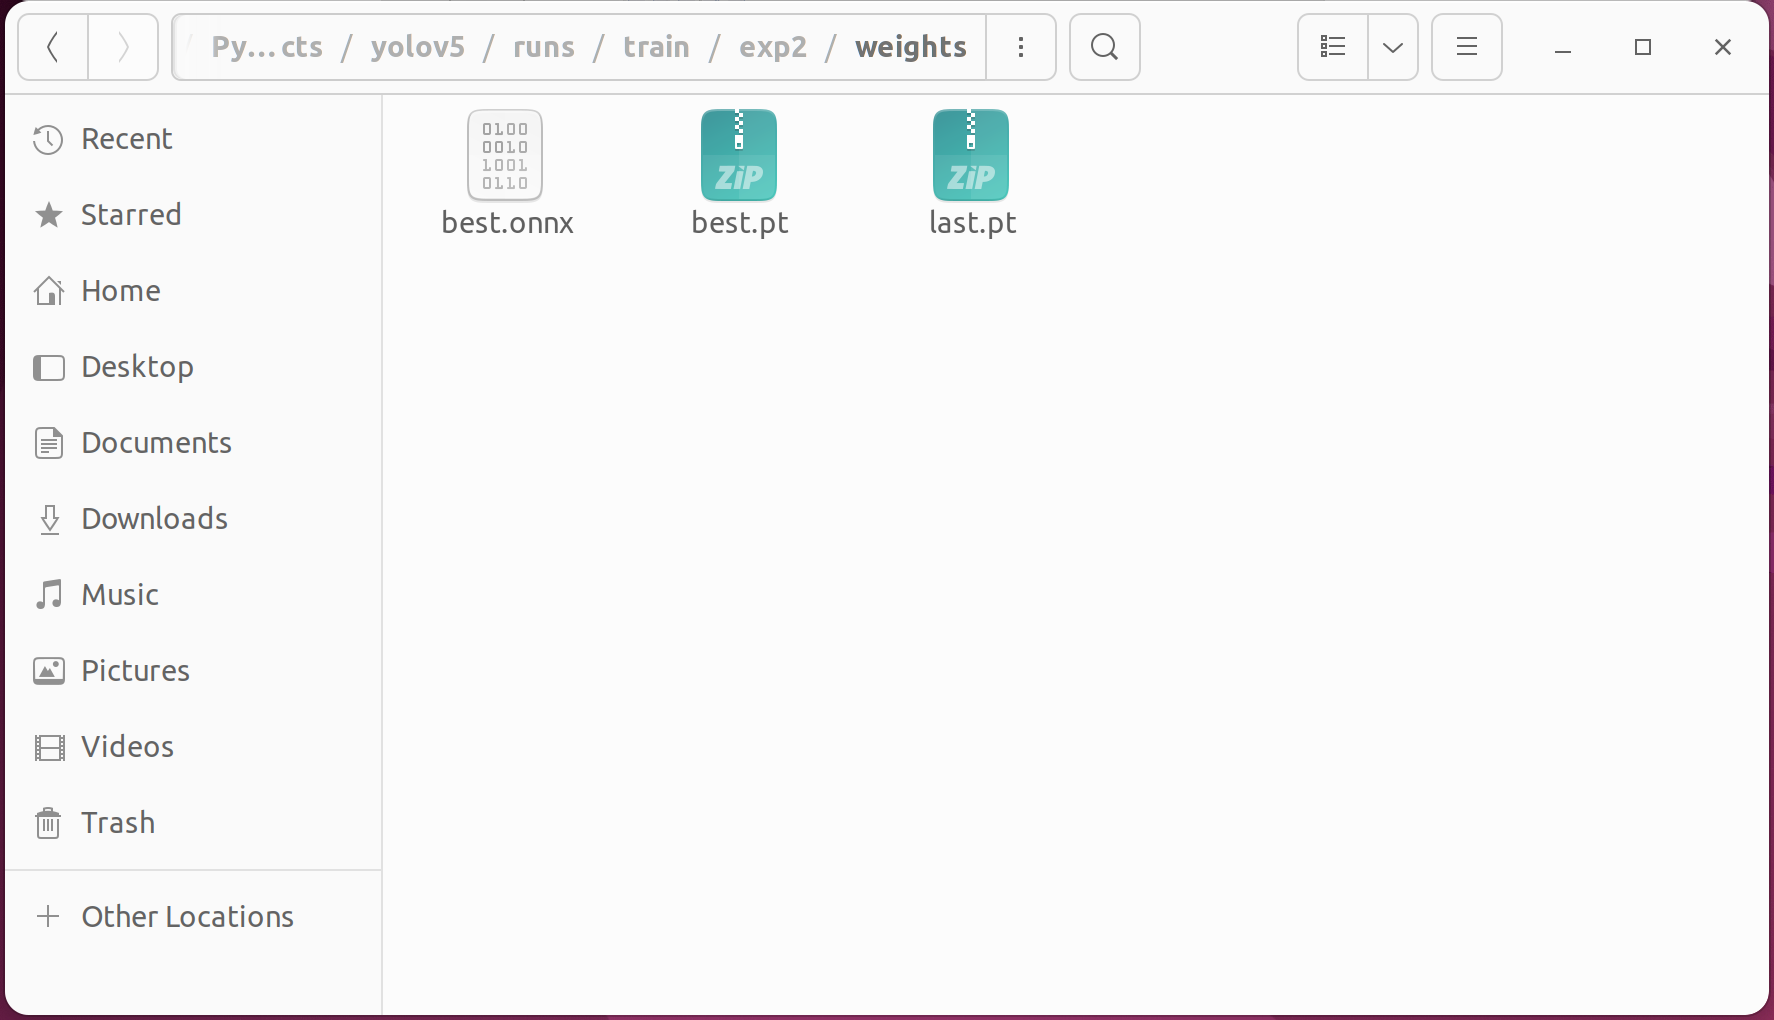 Py...cts / yolov5 / runs / train / exp2 / weights
Recent
Starred
Home
Desktop
Documents
Downloads
Music
Pictures
Videos
Trash
Other Locations
0100
0010
1001
0110
best.onnx
ZiP
best.pt
ZiP
last.pt